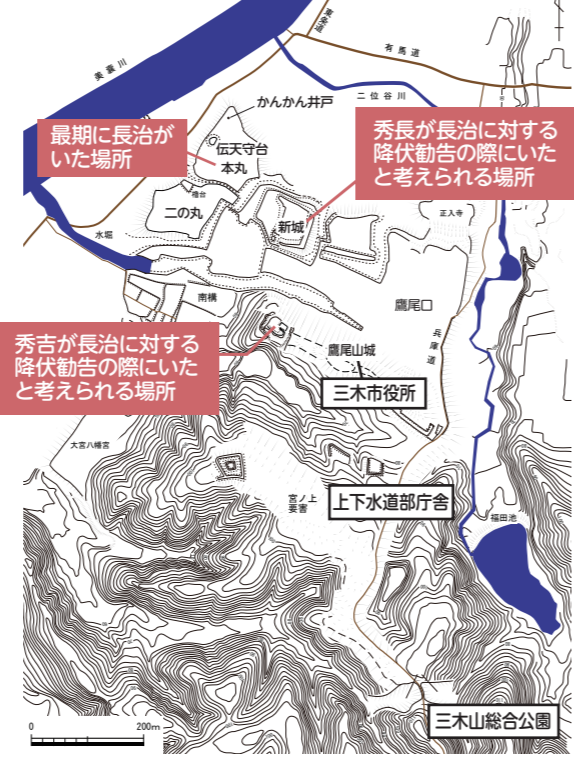 東条道
有馬道
美嚢川
かんかん井戸
二位谷川
最期に長治が
いた場所
秀長が長治に対する
降伏勧告の際にいた
と考えられる場所
伝天守台
本丸
櫓台
二の丸
新城
正入寺
水堀
南構
鷹尾口
兵庫道
秀吉が長治に対する
降伏勧告の際にいた
と考えられる場所
鷹尾山城
三木市役所
大宮八幡宮
宮ノ上
要害
上下水道部庁舎
福田池
三木山総合公園
0
200m